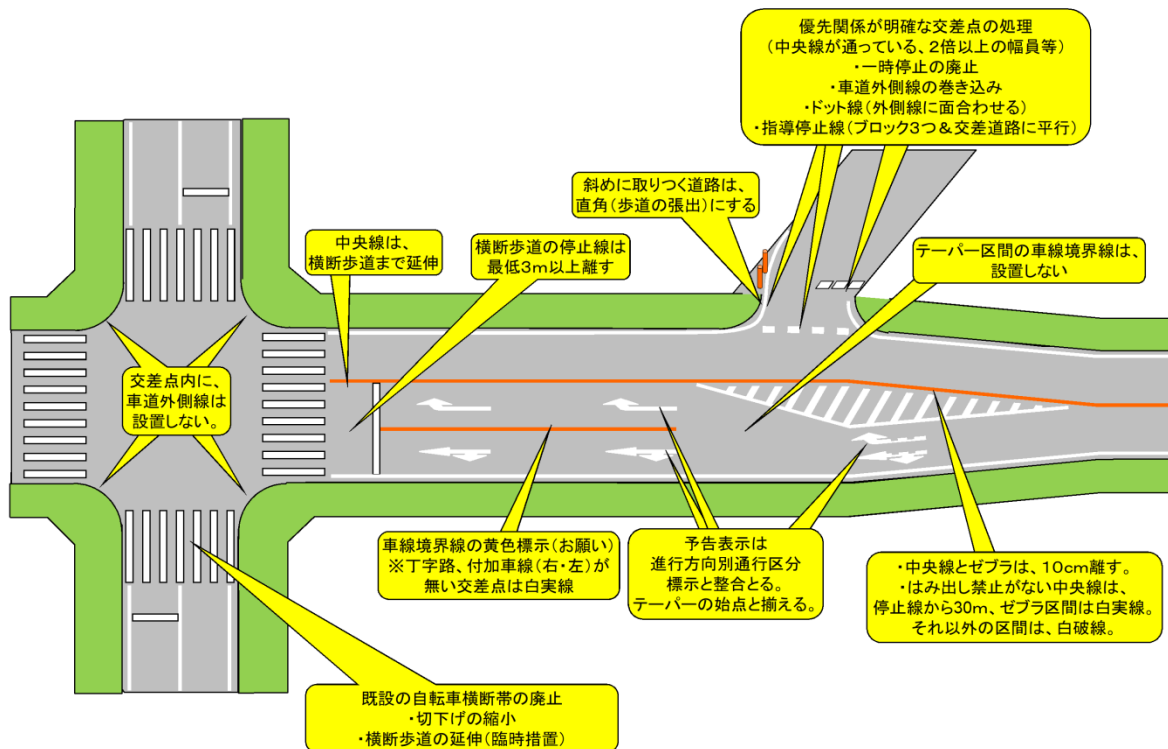 優先関係が明確な交差点の処理
(中央線が通っている、2倍以上の幅員等)
・一時停止の廃止
・車道外側線の巻き込み
・ドット線(外側線に面合わせる)
・指導停止線(ブロック3つ&交差道路に平行)
斜めに取りつく道路は、
直角(歩道の張出)にする
中央線は、
横断歩道まで延伸
横断歩道の停止線は
最低3m以上離す
テーパー区間の車線境界線は、
設置しない
交差点内に、
車道外側線は
設置しない。
車線境界線の黄色標示(お願い)
※丁字路、付加車線(右・左)が
無い交差点は白実線
予告表示は
進行方向別通行区分
標示と整合とる。
テーパーの始点と揃える。
・中央線とゼブラは、10cm離す。
・はみ出し禁止がない中央線は、
停止線から30m、ゼブラ区間は白実線。
それ以外の区間は、白破線。
既設の自転車横断帯の廃止
・切下げの縮小
・横断歩道の延伸(臨時措置)